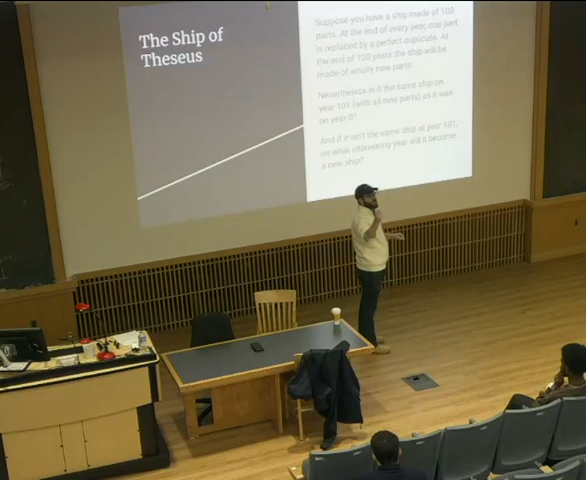 The Ship of
Theseus
Suppose you have a ship made of 100
parts. At the end of every year, one part
is replaced by a perfect duplicate. At
the end of 100 years the ship will be
made of wholly new parts.
Nevertheless is it the same ship on
year 101 (with all new parts) as it was
on year 0?
And if it isn't the same ship at year 101,
on what intervening year did it become
a new ship?